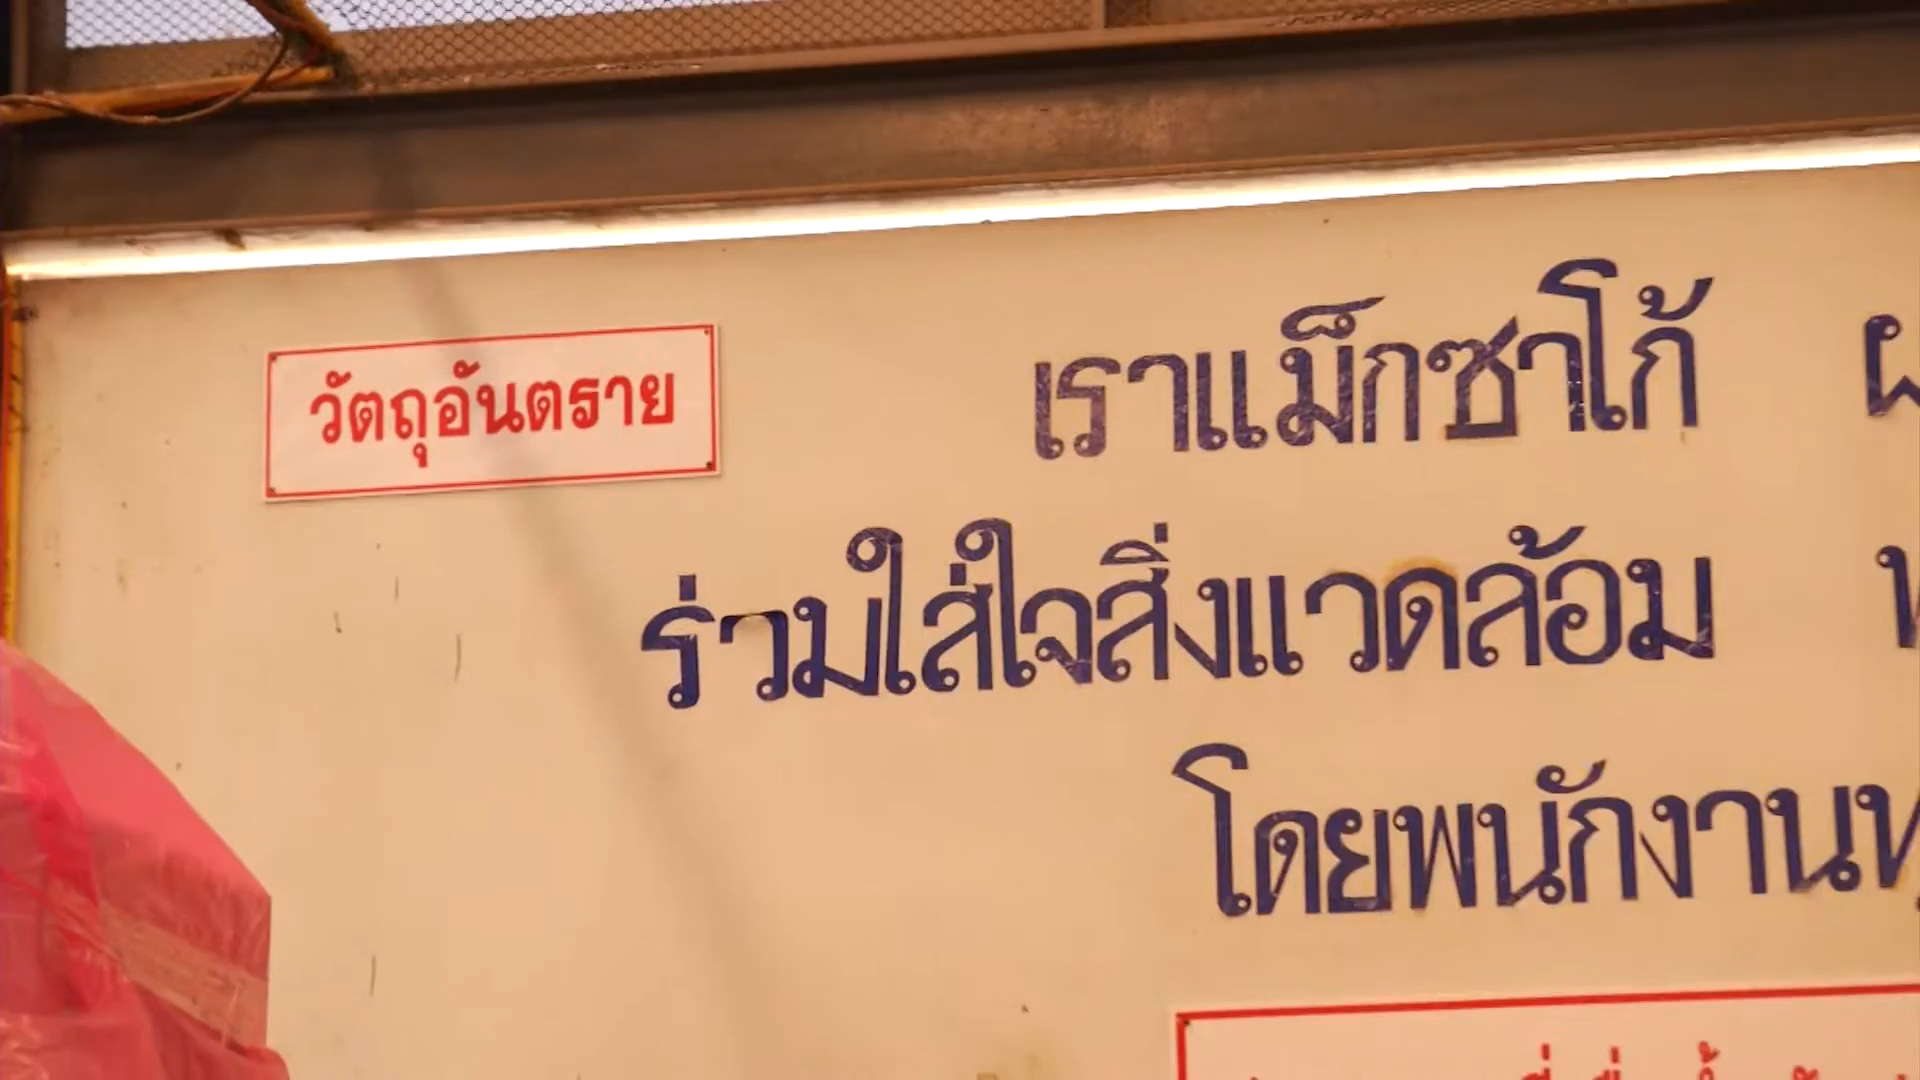 วัตถุอันตราย
เราแม็กซาโก้
ร่วมใส่ใจสิ่งแวดล้อม
โดยพนักงาน